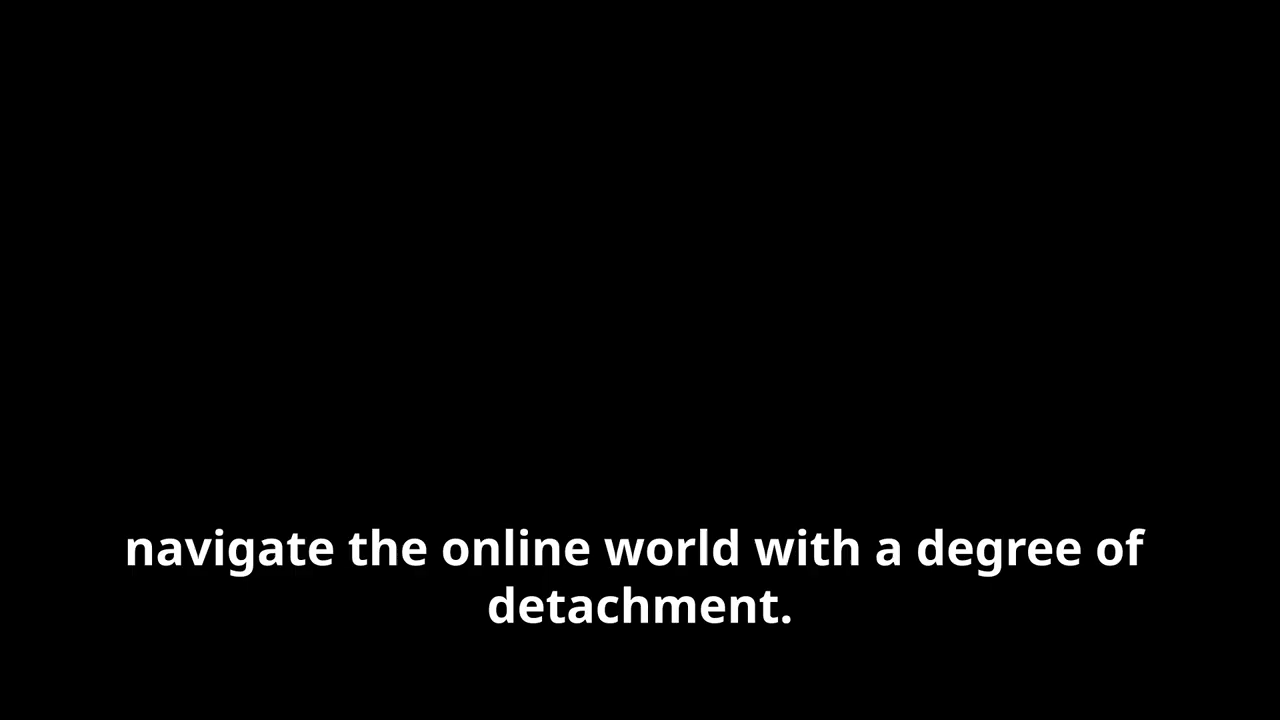 navigate the online world with a degree of
detachment.